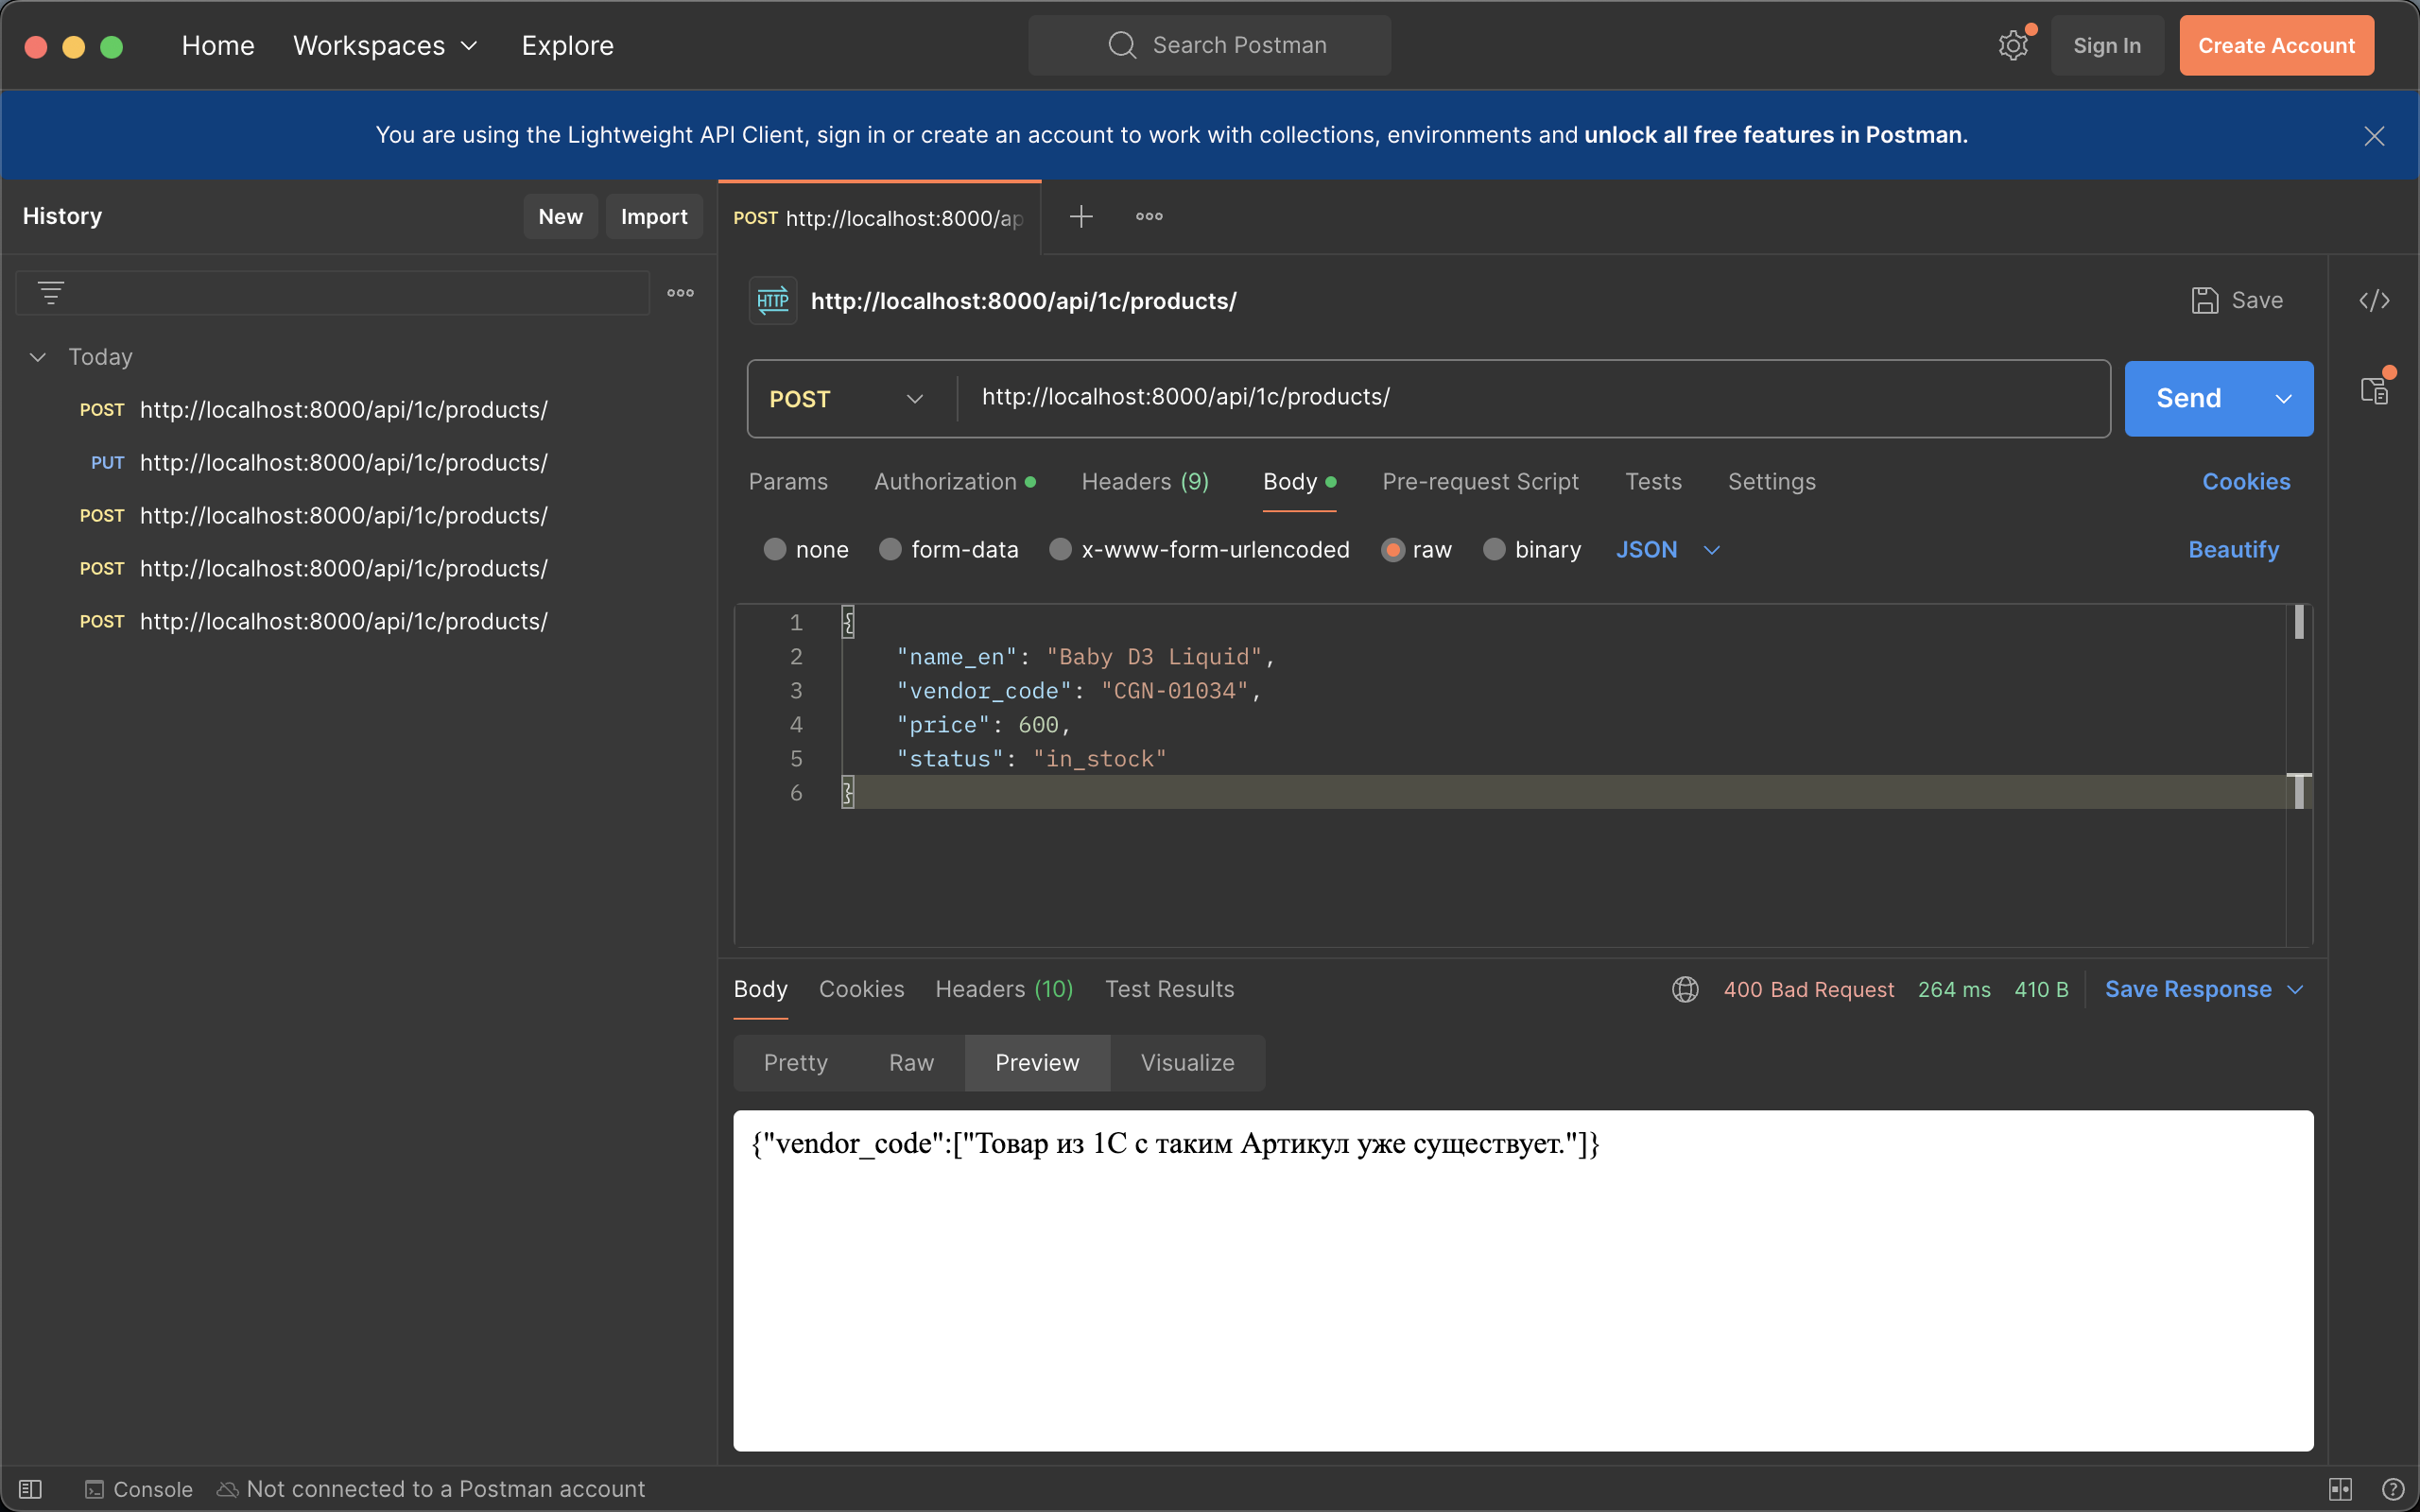 Home Workspaces Explore Search Postman Sign In Create Account
You are using the Lightweight API Client, sign in or create an account to work with collections, environments and unlock all free features in Postman.
History New Import
POST http://localhost:8000/ap
Today
POST http://localhost:8000/api/1c/products/
PUT http://localhost:8000/api/1c/products/
POST http://localhost:8000/api/1c/products/
POST http://localhost:8000/api/1c/products/
POST http://localhost:8000/api/1c/products/
HTTP http://localhost:8000/api/1c/products/ Save
POST http://localhost:8000/api/1c/products/ Send
Params Authorization Headers (9) Body Pre-request Script Tests Settings Cookies
none form-data x-www-form-urlencoded raw binary JSON Beautify
1 {
2 "name_en": "Baby D3 Liquid",
3 "vendor_code": "CGN-01034",
4 "price": 600,
5 "status": "in_stock"
6 }
Body Cookies Headers (10) Test Results 400 Bad Request 264 ms 410 B Save Response
Pretty Raw Preview Visualize
{"vendor_code":["Товар из 1С с таким Артикул уже существует."]}
Console Not connected to a Postman account